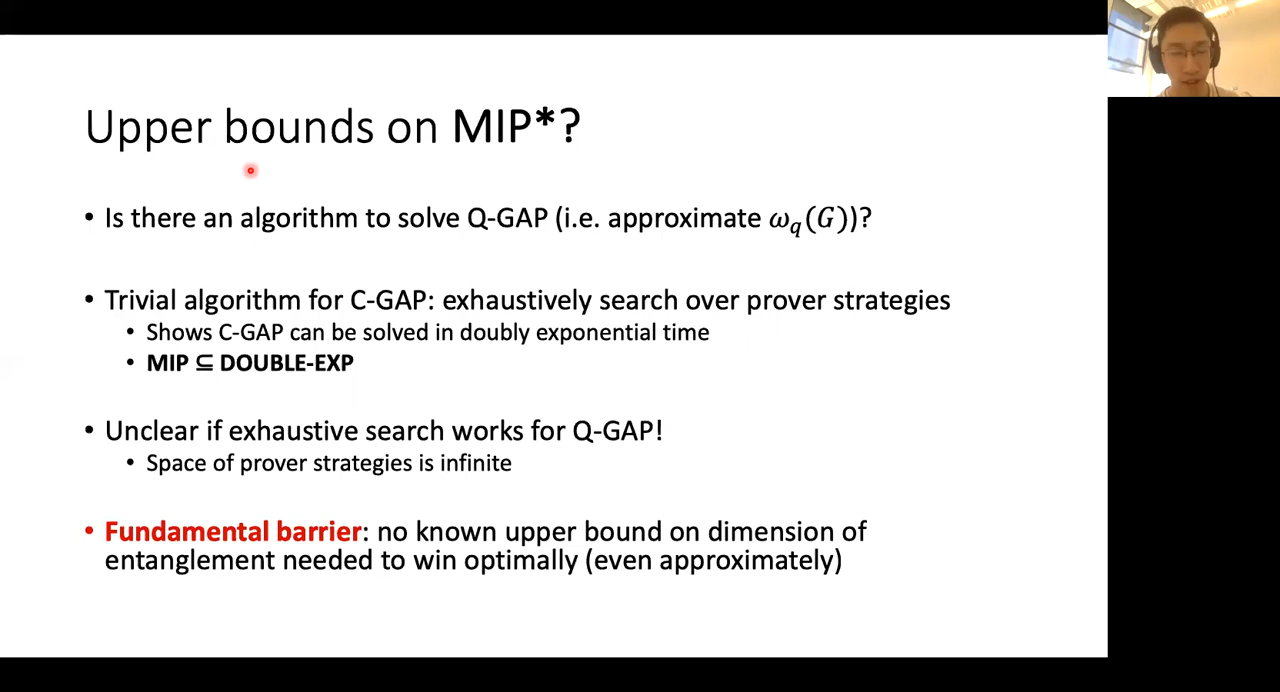 Upper bounds on MIP*?
• Is there an algorithm to solve Q-GAP (i.e. approximate ω_q(G))?
• Trivial algorithm for C-GAP: exhaustively search over prover strategies
• Shows C-GAP can be solved in doubly exponential time
• MIP ⊆ DOUBLE-EXP
• Unclear if exhaustive search works for Q-GAP!
• Space of prover strategies is infinite
• Fundamental barrier: no known upper bound on dimension of
entanglement needed to win optimally (even approximately)